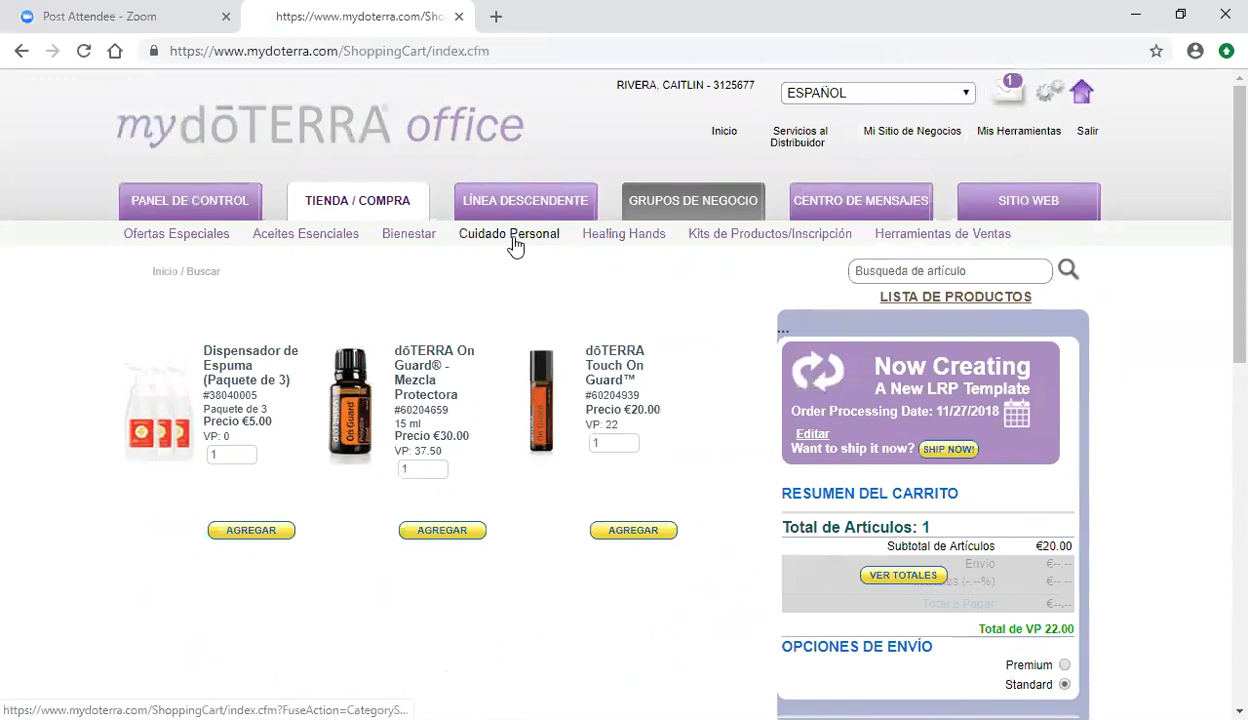 Post Attendee - Zoom
https://www.mydoterra.com/Sho
https://www.mydoterra.com/ShoppingCart/index.cfm
RIVERA, CAITLIN - 3125677
ESPAÑOL
1
mydōTERRA office
Inicio
Servicios al
Distribuidor
Mi Sitio de Negocios
Mis Herramientas
Salir
PANEL DE CONTROL
TIENDA / COMPRA
LÍNEA DESCENDENTE
GRUPOS DE NEGOCIO
CENTRO DE MENSAJES
SITIO WEB
Ofertas Especiales
Aceites Esenciales
Bienestar
Cuidado Personal
Healing Hands
Kits de Productos/Inscripción
Herramientas de Ventas
Inicio / Buscar
Busqueda de artículo
LISTA DE PRODUCTOS
Dispensador de
Espuma
(Paquete de 3)
#38040005
Paquete de 3
Precio €5.00
VP: 0
1
AGREGAR
dōTERRA On
Guard® -
Mezcla
Protectora
#60204659
15 ml
Precio €30.00
VP: 37.50
1
AGREGAR
dōTERRA
Touch On
Guard™
#60204939
Precio €20.00
VP: 22
1
AGREGAR
...
Now Creating
A New LRP Template
Order Processing Date: 11/27/2018
Editar
Want to ship it now? SHIP NOW!
RESUMEN DEL CARRITO
Total de Artículos: 1
Subtotal de Artículos €20.00
Envío €--.--
VER TOTALES
(-.--%) €--.--
Total a Pagar €--.--
Total de VP 22.00
OPCIONES DE ENVÍO
Premium
Standard
https://www.mydoterra.com/ShoppingCart/index.cfm?FuseAction=CategoryS...